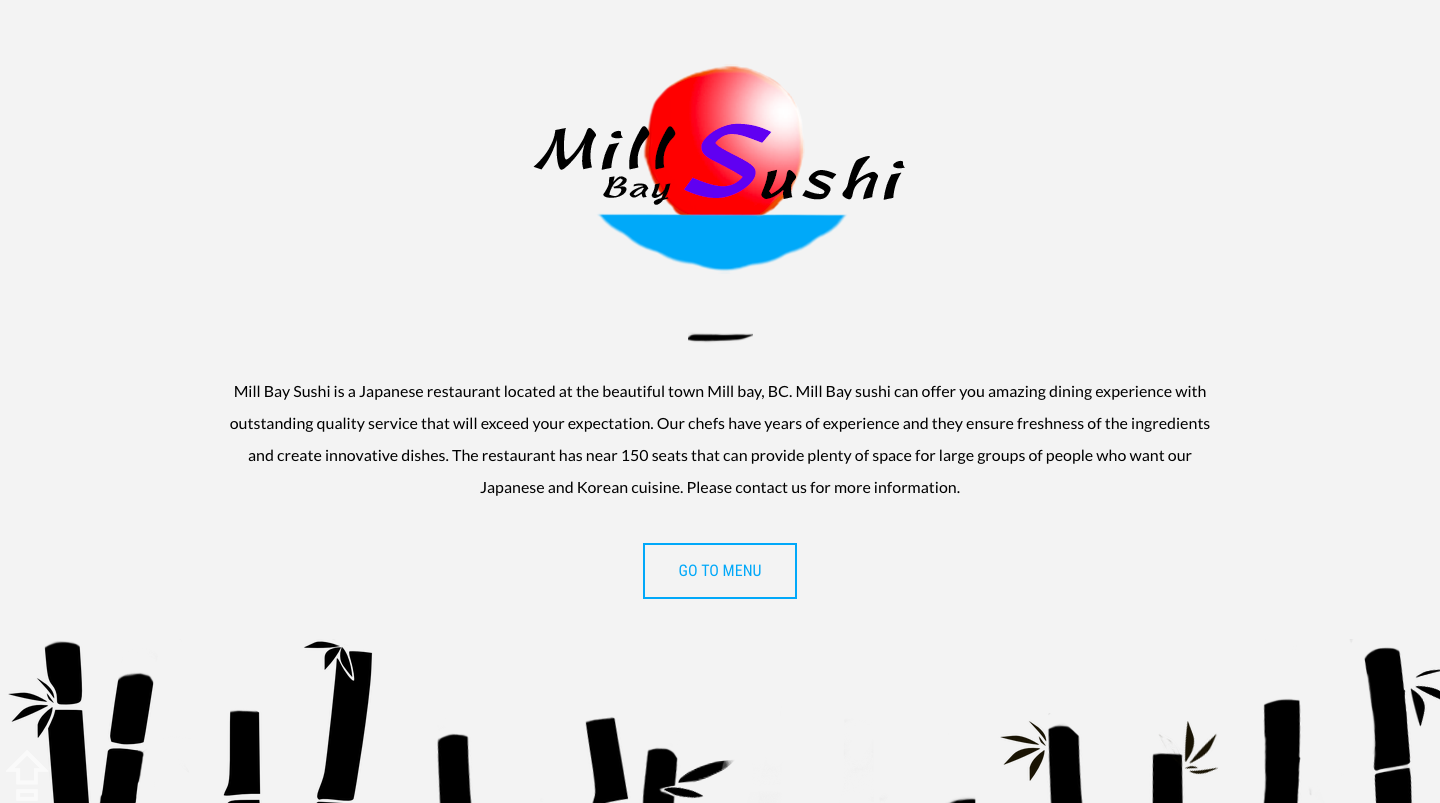 Mill
Bay Sushi
Mill Bay Sushi is a Japanese restaurant located at the beautiful town Mill bay, BC. Mill Bay sushi can offer you amazing dining experience with
outstanding quality service that will exceed your expectation. Our chefs have years of experience and they ensure freshness of the ingredients
and create innovative dishes. The restaurant has near 150 seats that can provide plenty of space for large groups of people who want our
Japanese and Korean cuisine. Please contact us for more information.
GO TO MENU